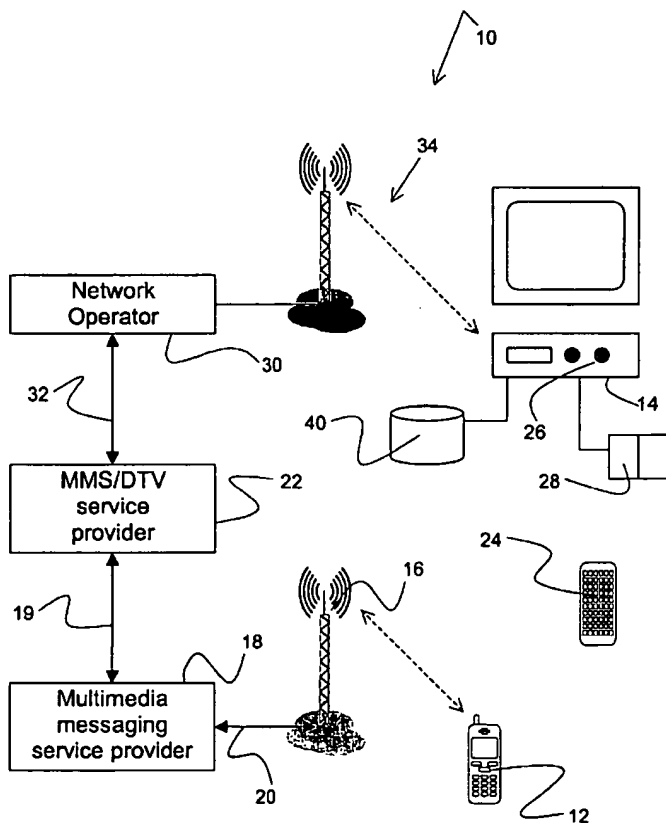 10
34
Network
Operator
30
32
26
14
40
28
MMS/DTV
service
provider
22
24
16
19
18
Multimedia
messaging
service provider
20
12